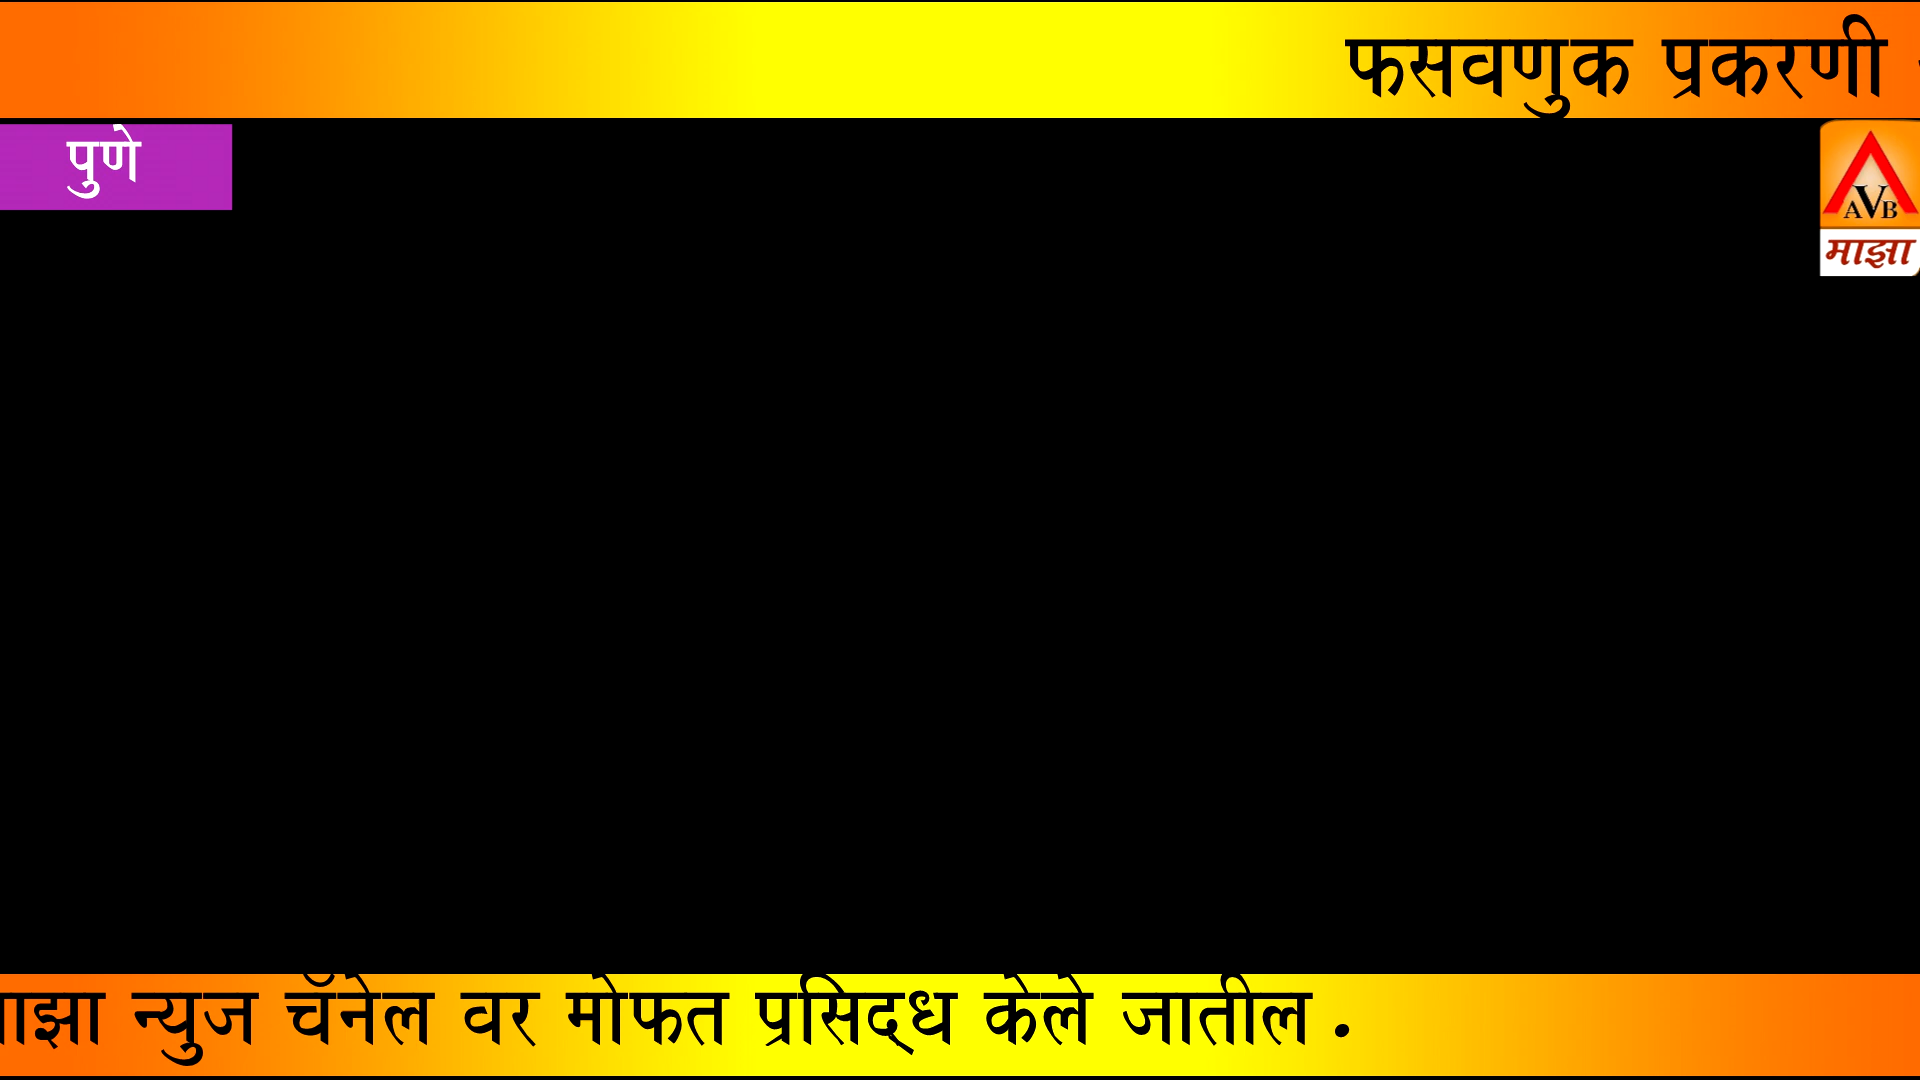 फसवणुक प्रकरणी
पुणे
AVB
माझा
माझा न्युज चॅनेल वर मोफत प्रसिद्ध केले जातील .